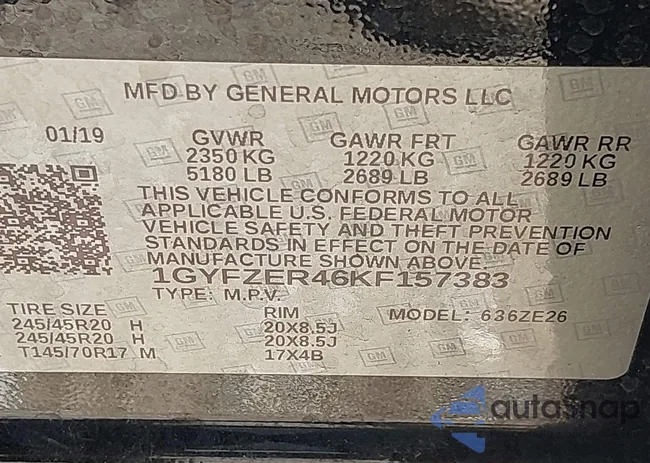 MFD BY GENERAL MOTORS LLC
01/19 GVWR GAWR FRT GAWR RR
2350 KG 1220 KG 1220 KG
5180 LB 2689 LB 2689 LB
THIS VEHICLE CONFORMS TO ALL
APPLICABLE U.S. FEDERAL MOTOR
VEHICLE SAFETY AND THEFT PREVENTION
STANDARDS IN EFFECT ON THE DATE OF
MANUFACTURE SHOWN ABOVE
1GYFZER46KF157383
TYPE: M.P.V. MODEL: 636ZE26
TIRE SIZE RIM
245/45R20 H 20X8.5J
245/45R20 H 20X8.5J
T145/70R17 M 17X4B
autosnap